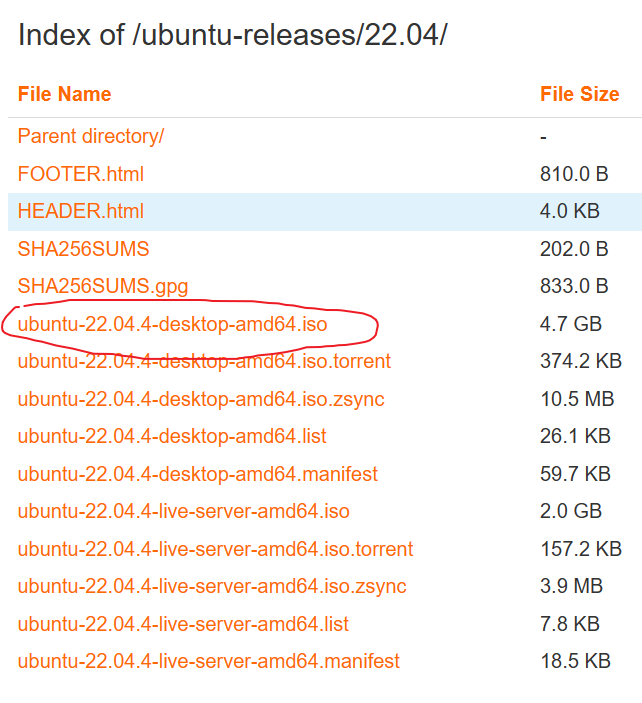 Index of /ubuntu-releases/22.04/
File Name File Size
Parent directory/ -
FOOTER.html 810.0 B
HEADER.html 4.0 KB
SHA256SUMS 202.0 B
SHA256SUMS.gpg 833.0 B
ubuntu-22.04.4-desktop-amd64.iso 4.7 GB
ubuntu-22.04.4-desktop-amd64.iso.torrent 374.2 KB
ubuntu-22.04.4-desktop-amd64.iso.zsync 10.5 MB
ubuntu-22.04.4-desktop-amd64.list 26.1 KB
ubuntu-22.04.4-desktop-amd64.manifest 59.7 KB
ubuntu-22.04.4-live-server-amd64.iso 2.0 GB
ubuntu-22.04.4-live-server-amd64.iso.torrent 157.2 KB
ubuntu-22.04.4-live-server-amd64.iso.zsync 3.9 MB
ubuntu-22.04.4-live-server-amd64.list 7.8 KB
ubuntu-22.04.4-live-server-amd64.manifest 18.5 KB